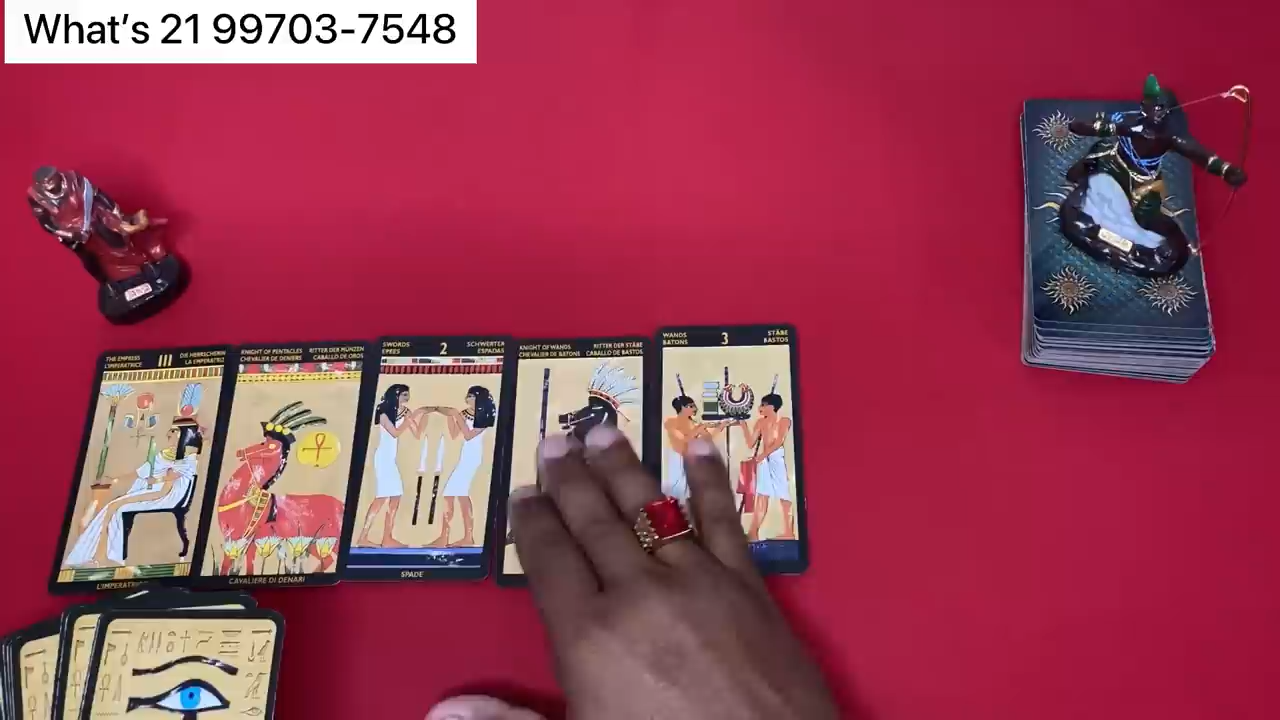 What's 21 99703-7548
THE EMPRESS
L'IMPERATRICE
III
DIE HERRSCHERIN
LA EMPERATRIZ
KNIGHT OF PENTACLES
CHEVALIER DE DENIERS
RITTER DER MÜNZEN
CABALLO DE OROS
SWORDS
EPEES
2
SCHWERTER
ESPADAS
KNIGHT OF WANDS
CHEVALIER DE BATONS
RITTER DER STÄBE
CABALLO DE BASTOS
WANDS
BATONS
3
STÄBE
BASTOS
CAVALIERE DI DENARI
SPADE